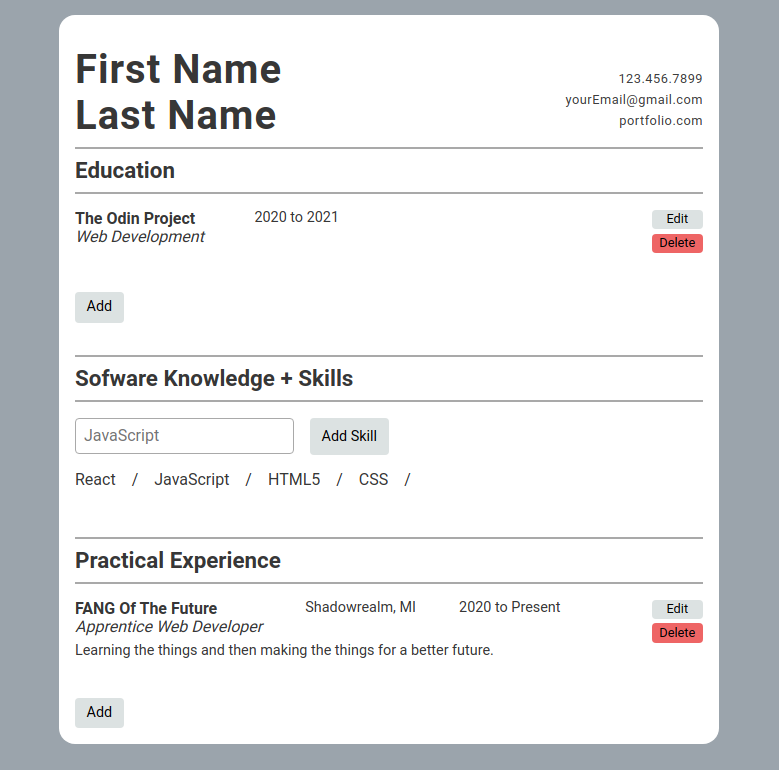 First Name
Last Name
123.456.7899
yourEmail@gmail.com
portfolio.com
Education
The Odin Project 2020 to 2021 Edit
Web Development Delete
Add
Sofware Knowledge + Skills
JavaScript Add Skill
React / JavaScript / HTML5 / CSS /
Practical Experience
FANG Of The Future Shadowrealm, MI 2020 to Present Edit
Apprentice Web Developer Delete
Learning the things and then making the things for a better future.
Add